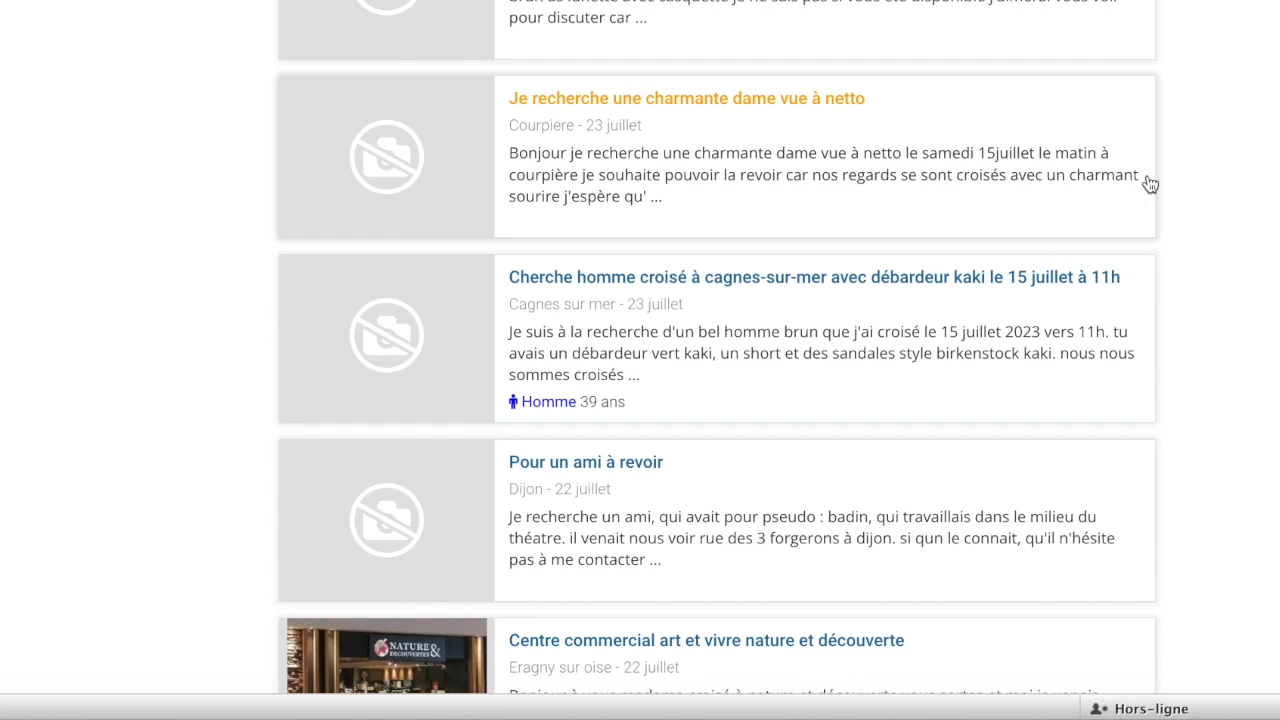 pour discuter car ...
Je recherche une charmante dame vue à netto
Courpiere - 23 juillet
Bonjour je recherche une charmante dame vue à netto le samedi 15juillet le matin à
courpière je souhaite pouvoir la revoir car nos regards se sont croisés avec un charmant
sourire j'espère qu' ...
Cherche homme croisé à cagnes-sur-mer avec débardeur kaki le 15 juillet à 11h
Cagnes sur mer - 23 juillet
Je suis à la recherche d'un bel homme brun que j'ai croisé le 15 juillet 2023 vers 11h. tu
avais un débardeur vert kaki, un short et des sandales style birkenstock kaki. nous nous
sommes croisés ...
Homme 39 ans
Pour un ami à revoir
Dijon - 22 juillet
Je recherche un ami, qui avait pour pseudo : badin, qui travaillais dans le milieu du
théatre. il venait nous voir rue des 3 forgerons à dijon. si qun le connait, qu'il n'hésite
pas à me contacter ...
NATURE &
DECOUVERTES
Centre commercial art et vivre nature et découverte
Eragny sur oise - 22 juillet
Hors-ligne